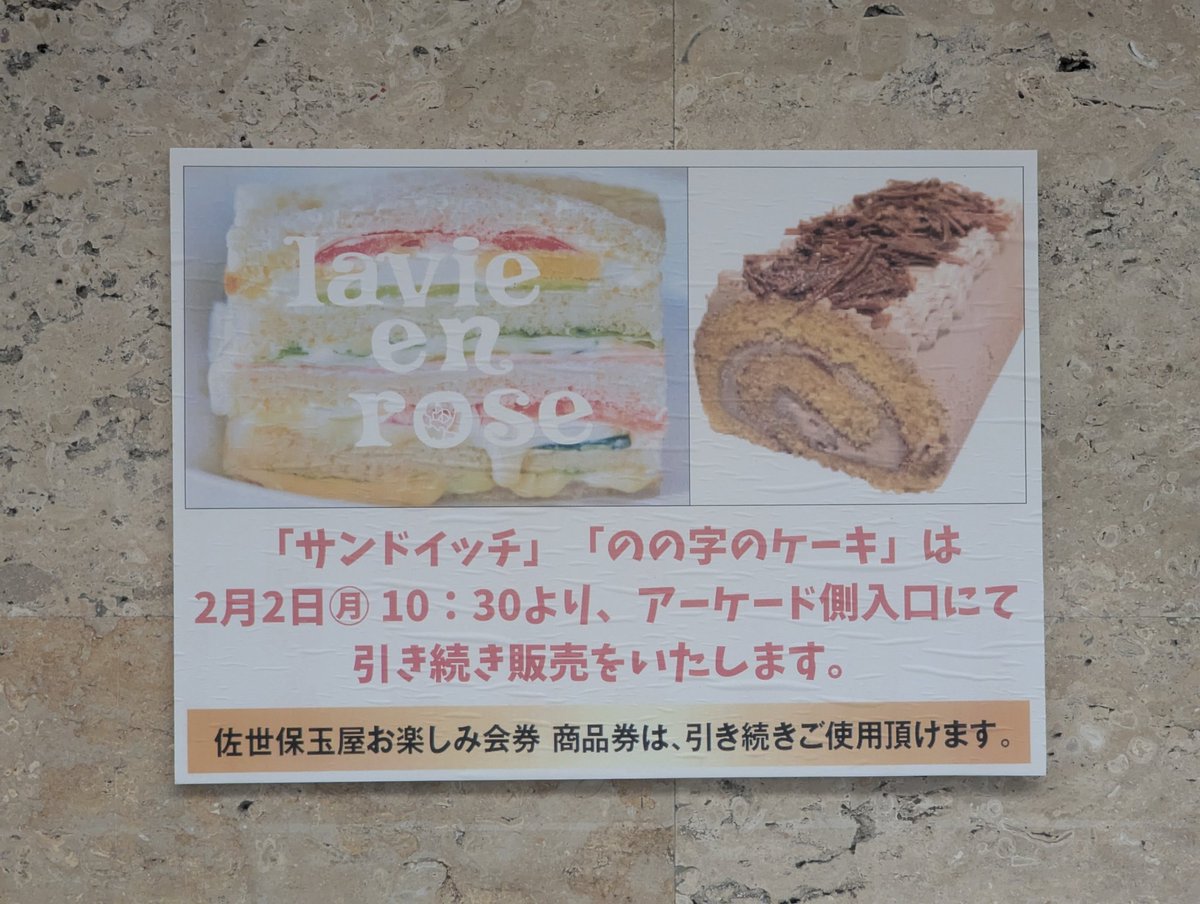 la vie
en
rose
「サンドイッチ」「のの字のケーキ」は
2月2日㊊ 10：30より、アーケード側入口にて
引き続き販売をいたします。
佐世保玉屋お楽しみ会券 商品券は、引き続きご使用頂けます。